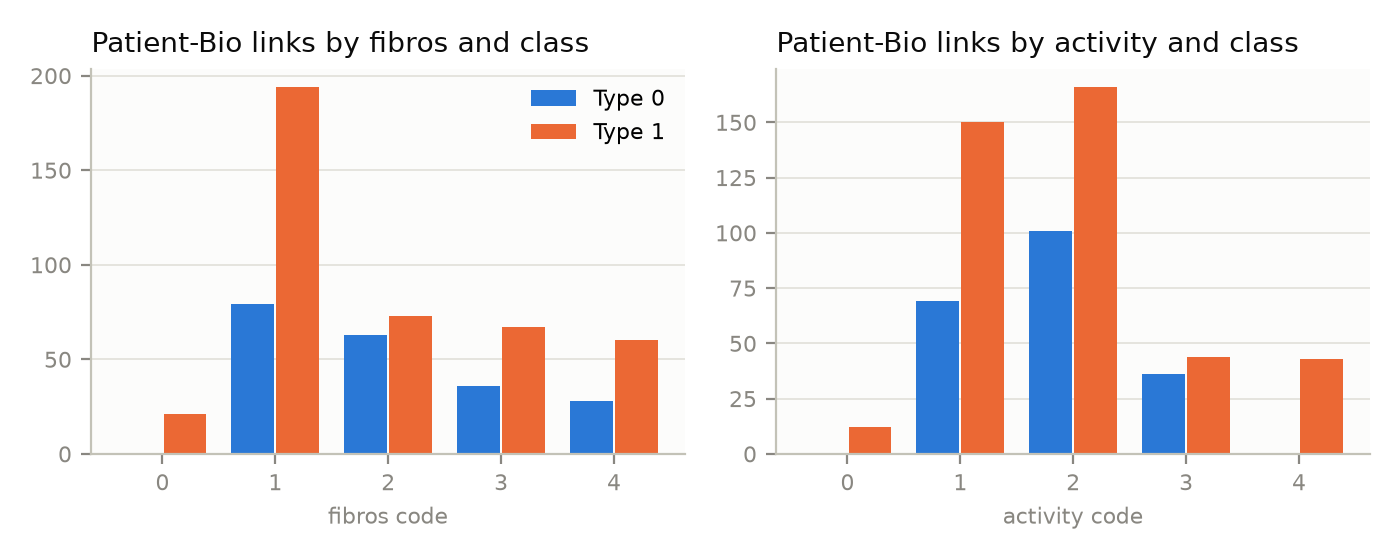 Patient-Bio links by fibros and class
200
150
100
50
0
Type 0
Type 1
0 1 2 3 4
fibros code
Patient-Bio links by activity and class
150
125
100
75
50
25
0
0 1 2 3 4
activity code